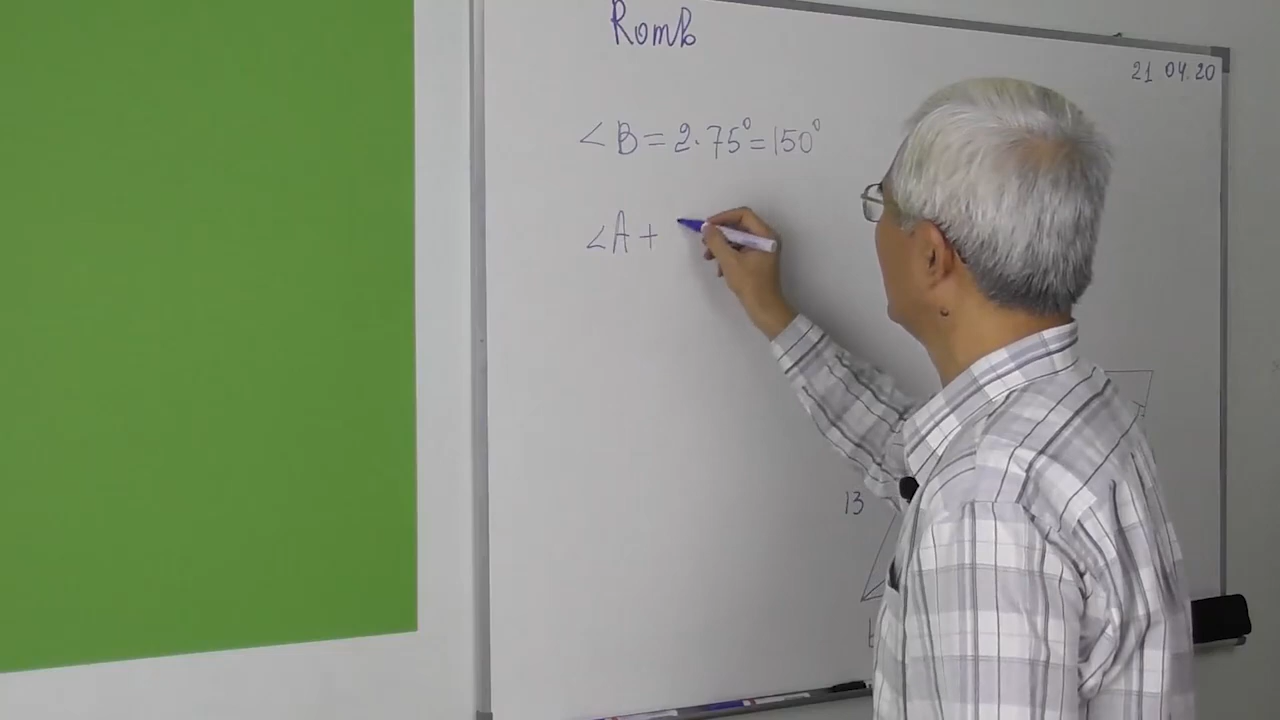 Romb
21 04.20
∠B = 2·75° = 150°
∠A +
13